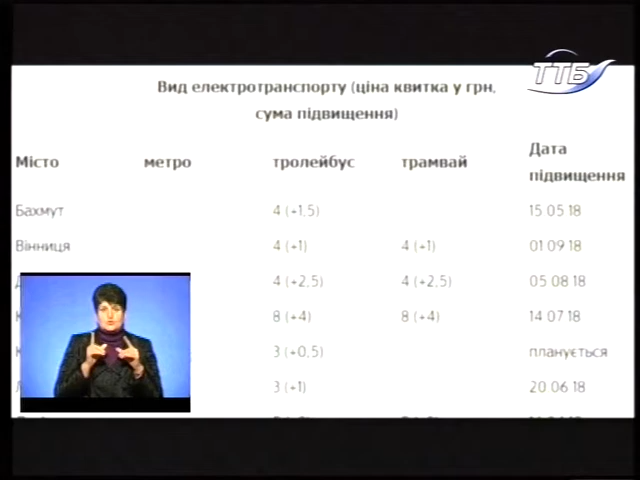 ТТБ
Вид електротранспорту (ціна квитка у грн,
сума підвищення)
Місто метро тролейбус трамвай Дата підвищення
Бахмут 4 (+1,5) 15 05 18
Вінниця 4 (+1) 4 (+1) 01 09 18
4 (+2,5) 4 (+2,5) 05 08 18
8 (+4) 8 (+4) 14 07 18
3 (+0,5) планується
3 (+1) 20 06 18